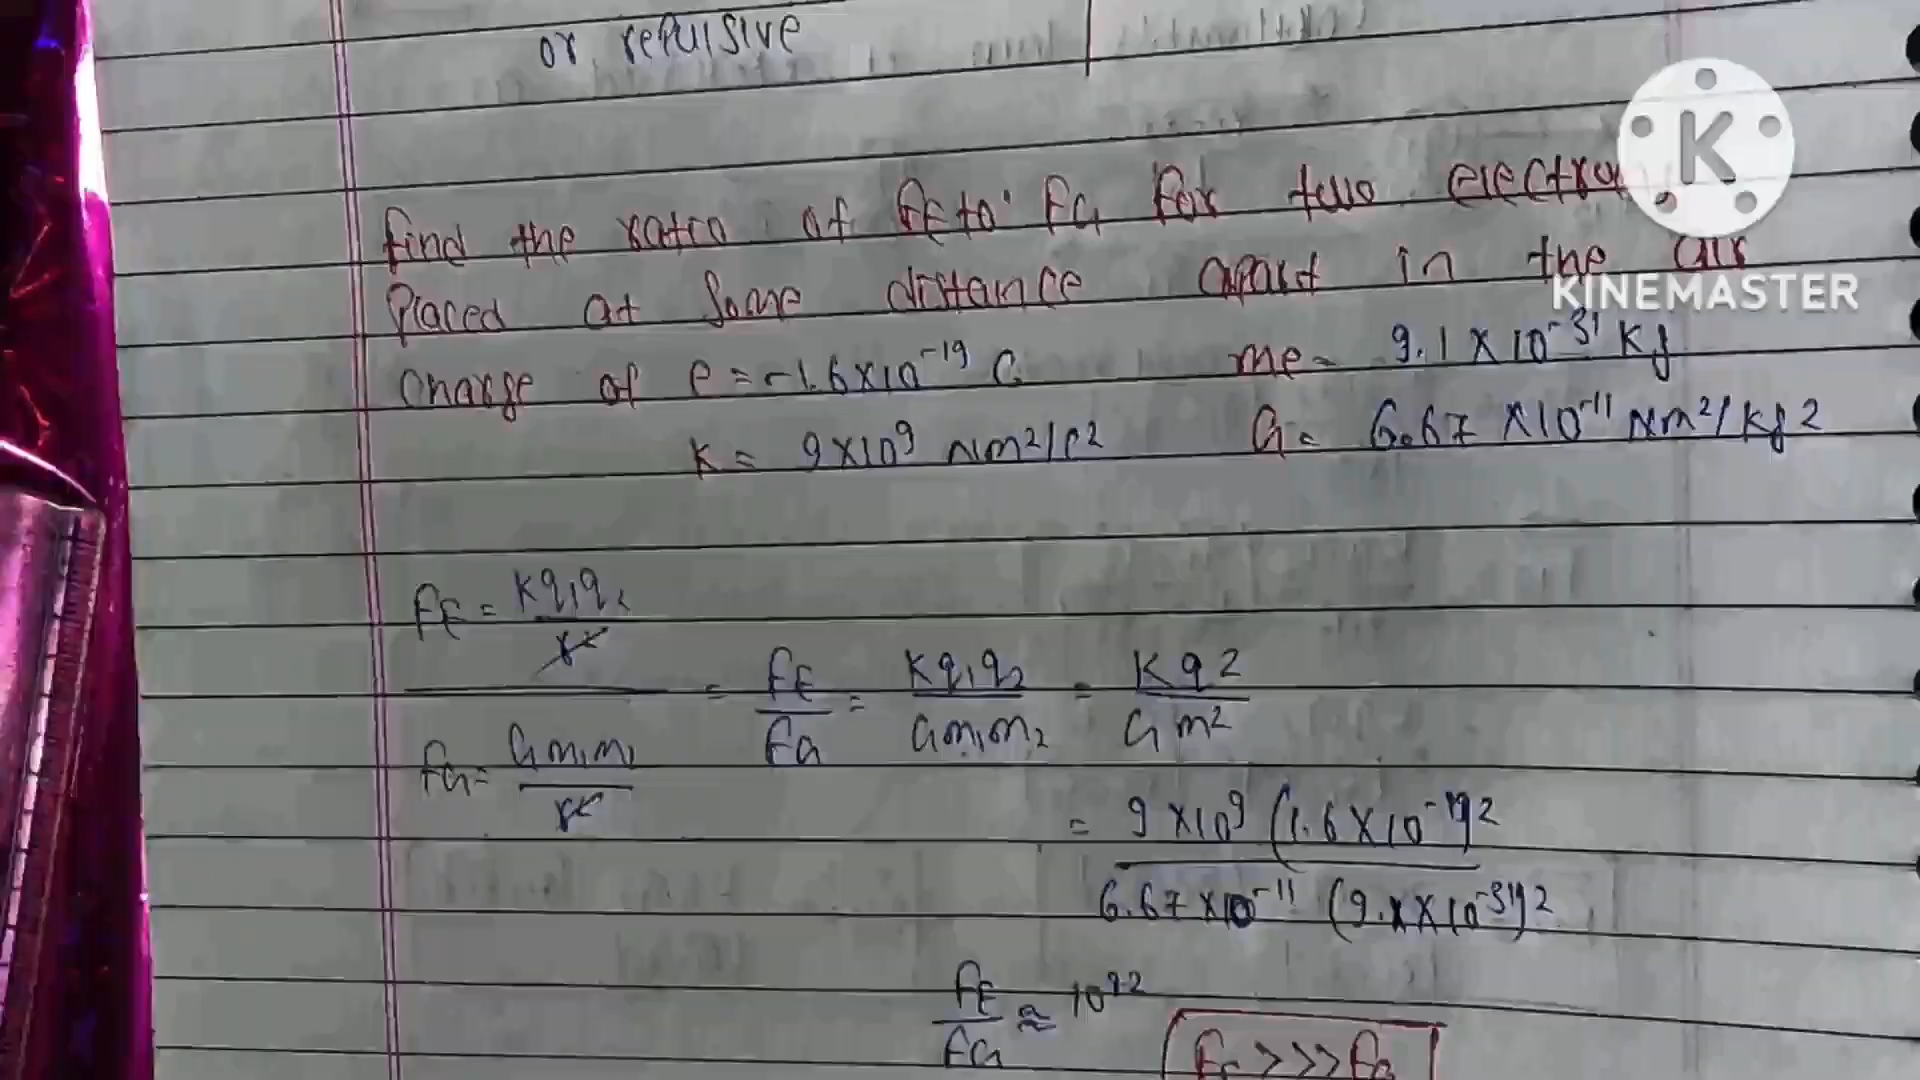 or repulsive
find the ratio of FE to FG for two electron
Placed at Some distance apart in the air
KINEMASTER
Charge of e = -1.6×10⁻¹⁹ C me= 9.1×10⁻³¹ Kg
K = 9×10⁹ Nm²/C² G= 6.67 ×10⁻¹¹ Nm²/Kg²
FE = Kq₁q₂
r²
= FE/FG = Kq₁q₂/Gm₁m₂ = Kq²/Gm²
FG= Gm₁m₁
r²
= 9×10⁹ (1.6×10⁻¹⁹)²
6.67×10⁻¹¹ (9.××10⁻³¹)²
FE/FG ≈ 10⁴²
FE >>> FG